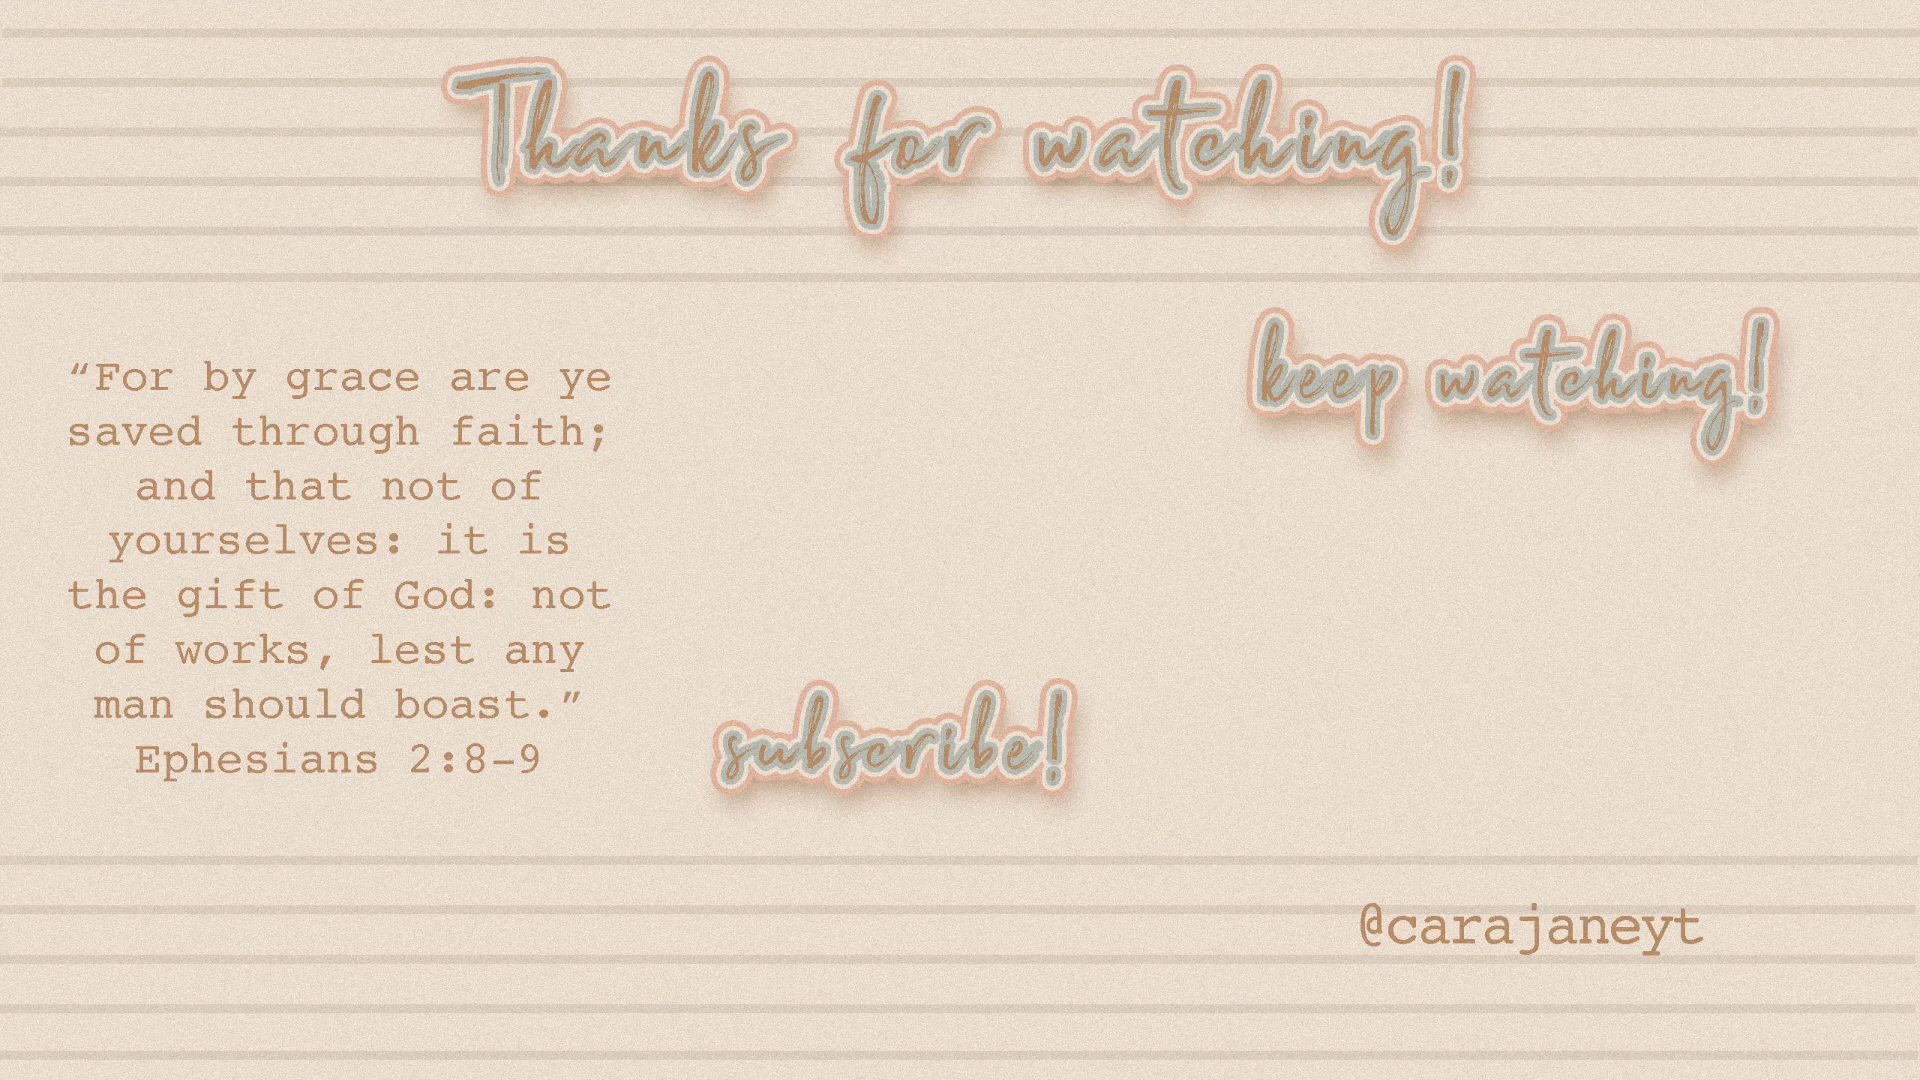 Thanks for watching!
keep watching!
“For by grace are ye
saved through faith;
and that not of
yourselves: it is
the gift of God: not
of works, lest any
man should boast.”
Ephesians 2:8-9
subscribe!
@carajaneyt